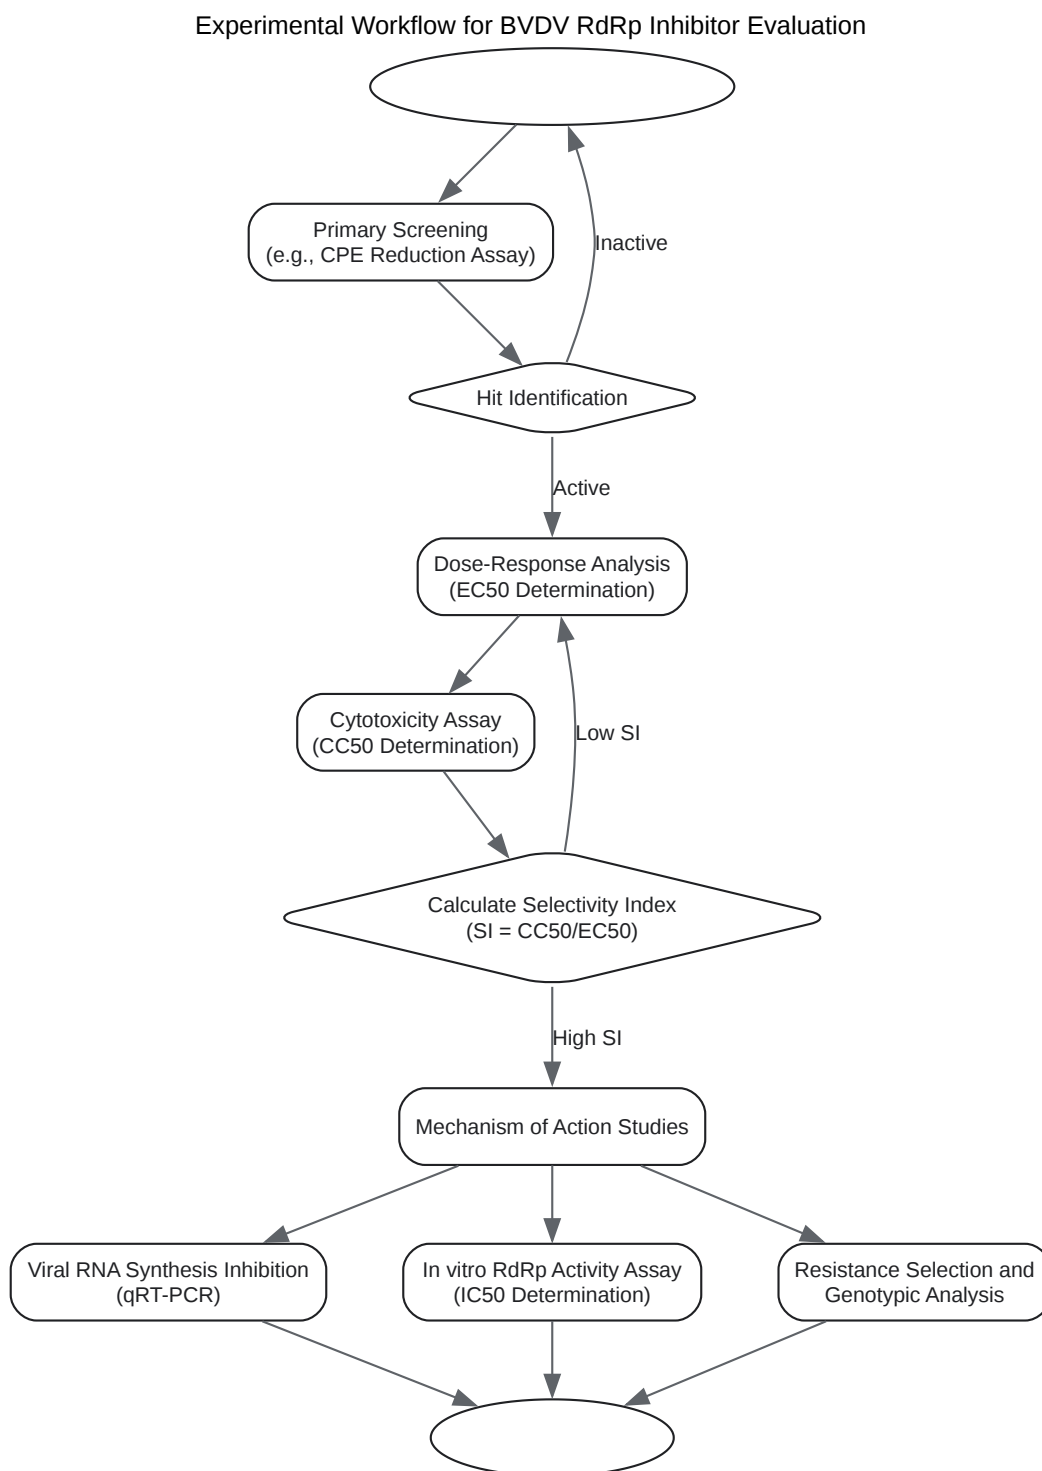 Experimental Workflow for BVDV RdRp Inhibitor Evaluation
Primary Screening
(e.g., CPE Reduction Assay)
Inactive
Hit Identification
Active
Dose-Response Analysis
(EC50 Determination)
Cytotoxicity Assay
(CC50 Determination)
Low SI
Calculate Selectivity Index
(SI = CC50/EC50)
High SI
Mechanism of Action Studies
Viral RNA Synthesis Inhibition
(qRT-PCR)
In vitro RdRp Activity Assay
(IC50 Determination)
Resistance Selection and
Genotypic Analysis